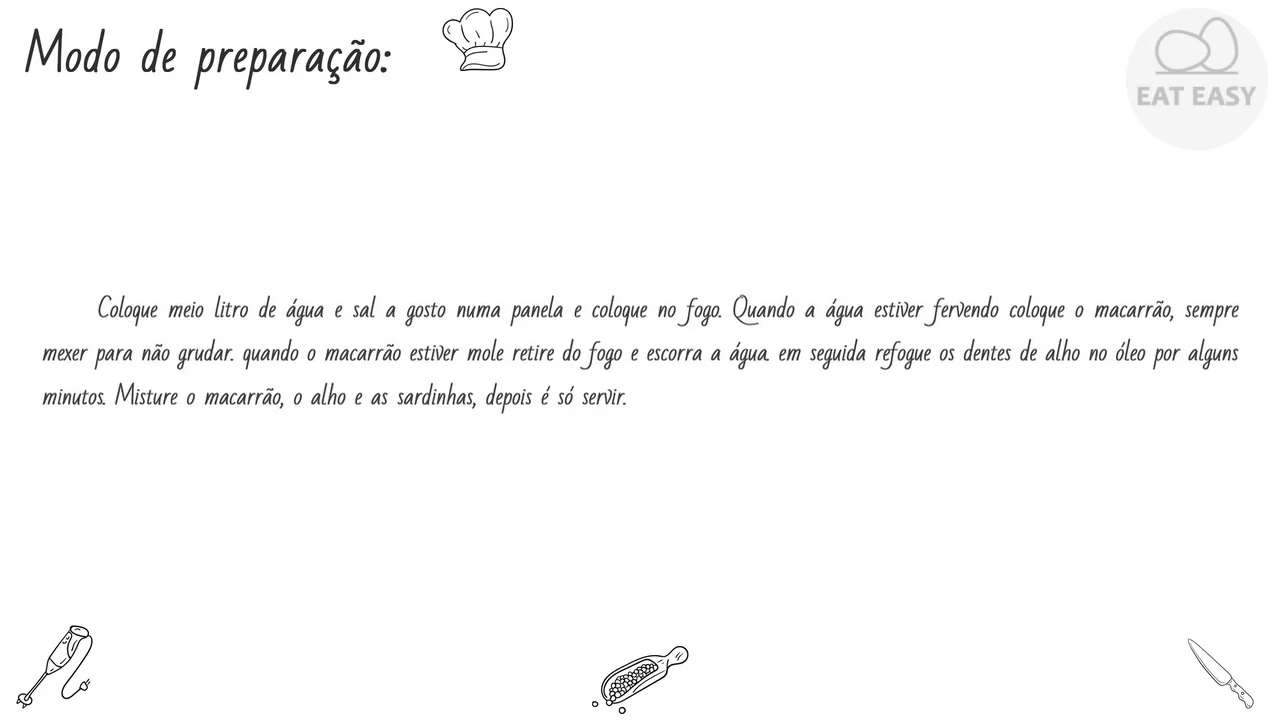 Modo de preparação:
EAT EASY
Coloque meio litro de água e sal a gosto numa panela e coloque no fogo. Quando a água estiver fervendo coloque o macarrão, sempre
mexer para não grudar. quando o macarrão estiver mole retire do fogo e escorra a água. em seguida refogue os dentes de alho no óleo por alguns
minutos. Misture o macarrão, o alho e as sardinhas, depois é só servir.